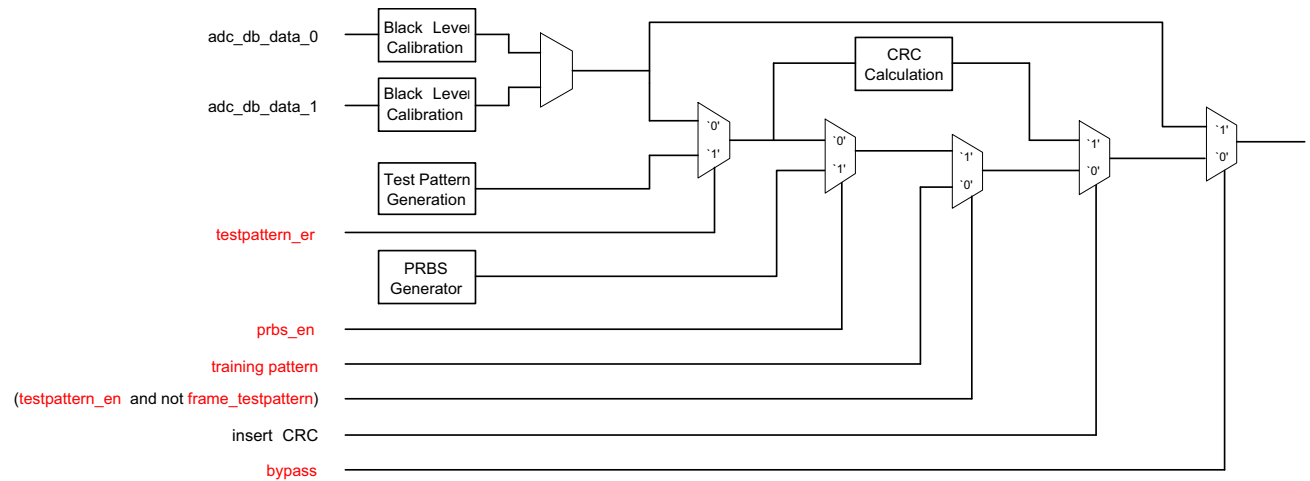 adc_db_data_0
Black Level
Calibration
adc_db_data_1
Black Level
Calibration
CRC
Calculation
`0'
`1'
`0'
`1'
`1'
`0'
`1'
`0'
`1'
`0'
Test Pattern
Generation
testpattern_er
PRBS
Generator
prbs_en
training pattern
(testpattern_en and not frame_testpattern)
insert CRC
bypass